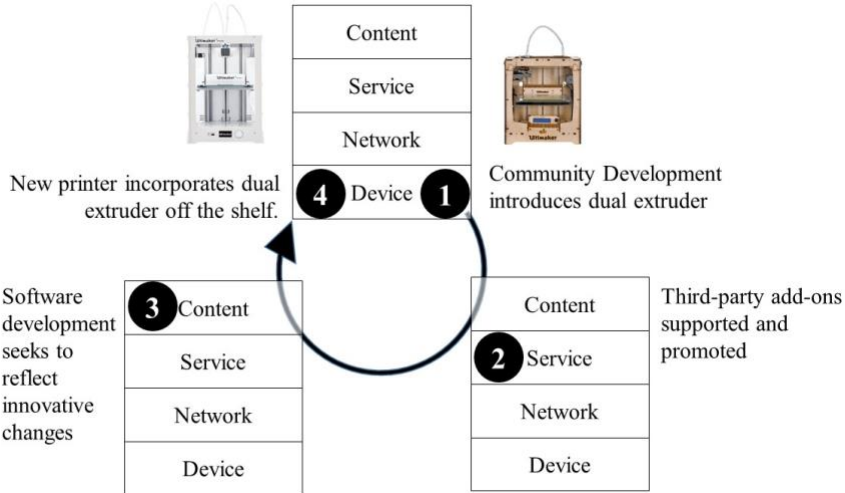 Content
Service
Network
4 Device 1
New printer incorporates dual
extruder off the shelf.
Community Development
introduces dual extruder
Software
development
seeks to
reflect
innovative
changes
3 Content
Service
Network
Device
Content
2 Service
Network
Device
Third-party add-ons
supported and
promoted
Ultimaker